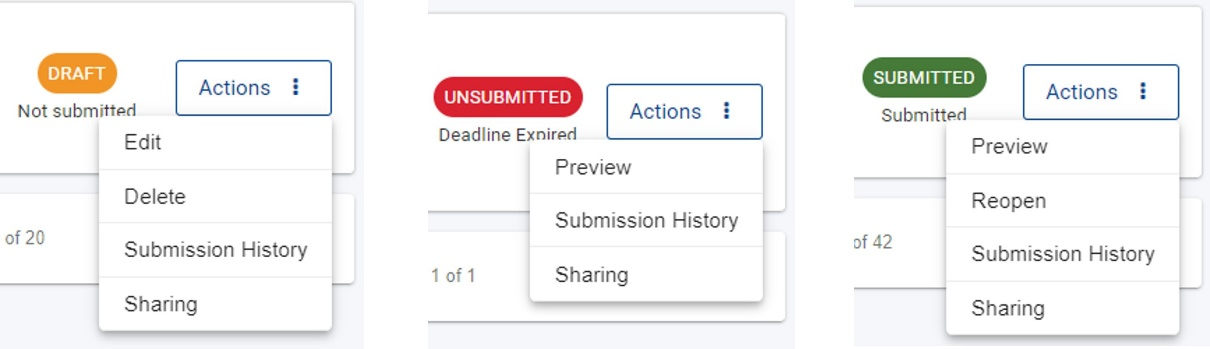 DRAFT
Not submitted
Actions
Edit
Delete
Submission History
Sharing
of 20
UNSUBMITTED
Deadline Expired
Actions
Preview
Submission History
Sharing
1 of 1
SUBMITTED
Submitted
Actions
Preview
Reopen
Submission History
Sharing
of 42